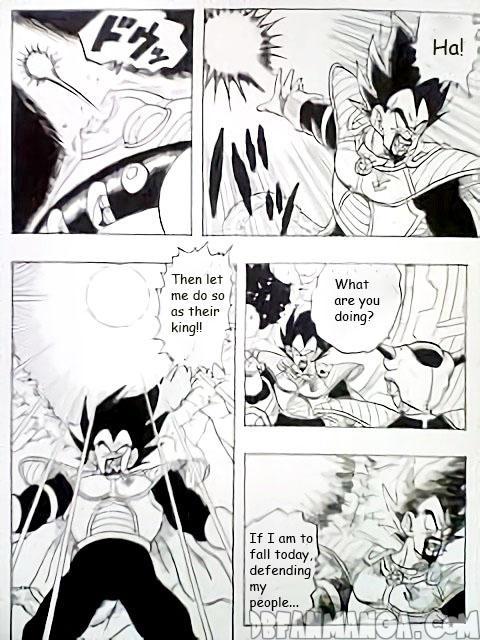 Ha!
ドウッ
What
are you
doing?
If I am to
fall today,
defending
my
people...
Then let
me do so
as their
king!!
DBFANMANGA.COM